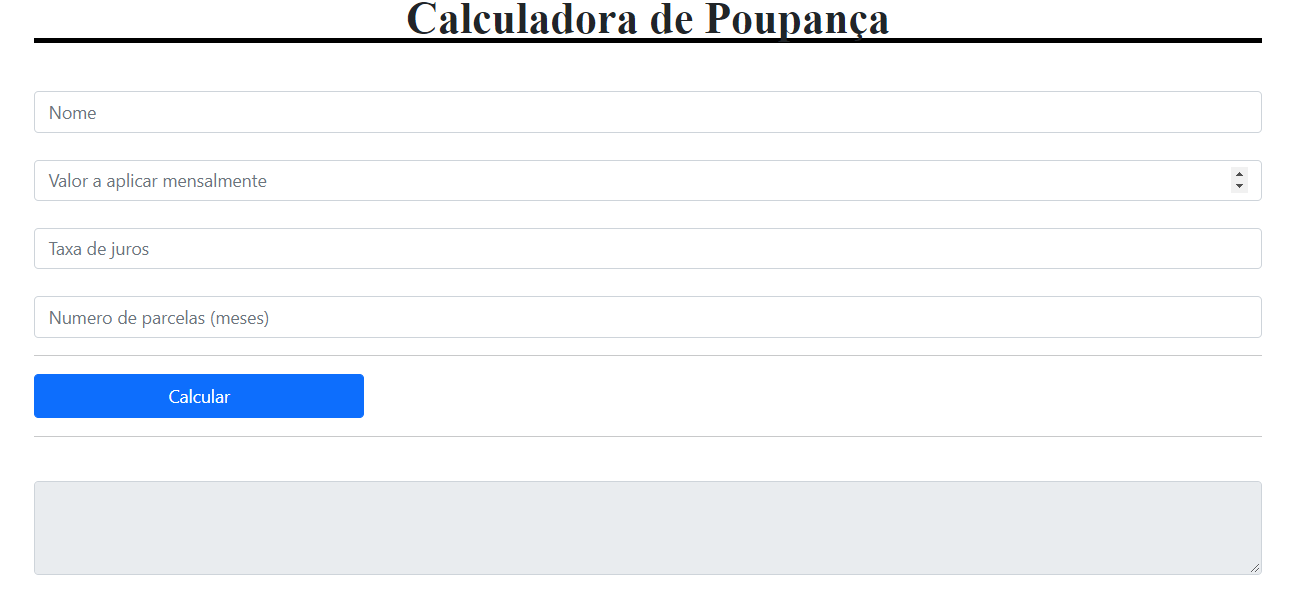 Calculadora de Poupança
Nome
Valor a aplicar mensalmente
Taxa de juros
Numero de parcelas (meses)
Calcular